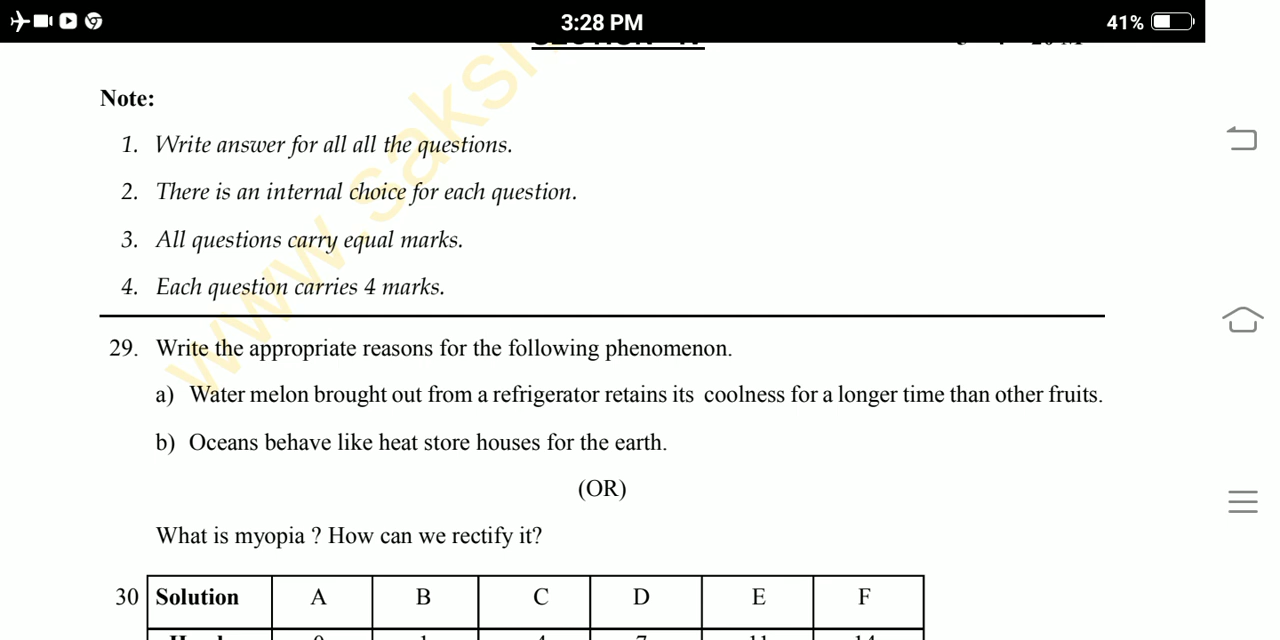 3:28 PM
41%
Note:
1. Write answer for all all the questions.
2. There is an internal choice for each question.
3. All questions carry equal marks.
4. Each question carries 4 marks.
29. Write the appropriate reasons for the following phenomenon.
a) Water melon brought out from a refrigerator retains its coolness for a longer time than other fruits.
b) Oceans behave like heat store houses for the earth.
(OR)
What is myopia ? How can we rectify it?
30 Solution A B C D E F
www.saksh